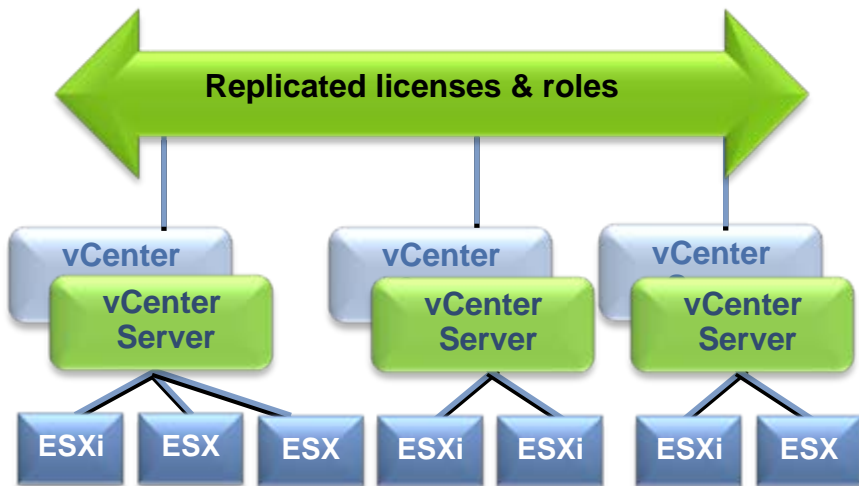 Replicated licenses & roles
vCenter
vCenter
vCenter
vCenter
Server
vCenter
Server
vCenter
Server
ESXi
ESX
ESX
ESXi
ESXi
ESXi
ESX